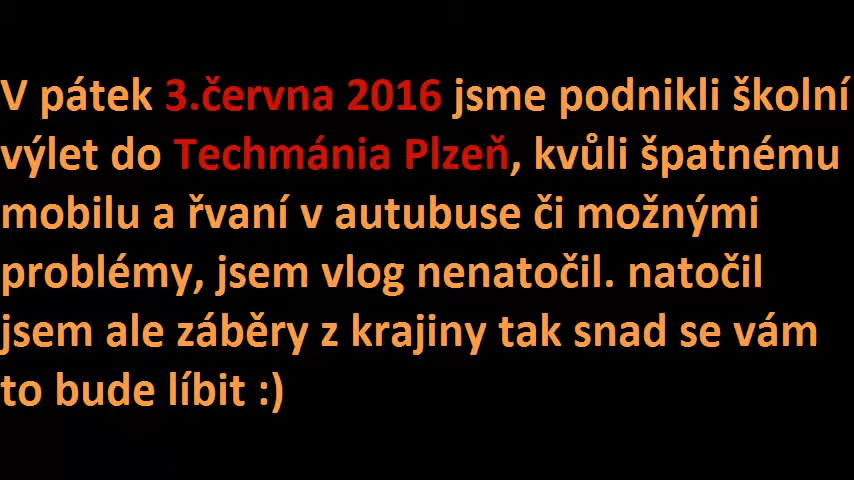 V pátek 3.června 2016 jsme podnikli školní
výlet do Techmánia Plzeň, kvůli špatnému
mobilu a řvaní v autubuse či možnými
problémy, jsem vlog nenatočil. natočil
jsem ale záběry z krajiny tak snad se vám
to bude líbit :)